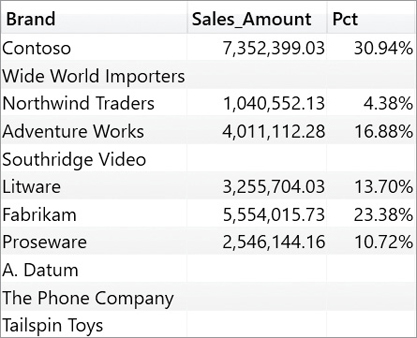 Brand Sales_Amount Pct
Contoso 7,352,399.03 30.94%
Wide World Importers
Northwind Traders 1,040,552.13 4.38%
Adventure Works 4,011,112.28 16.88%
Southridge Video
Litware 3,255,704.03 13.70%
Fabrikam 5,554,015.73 23.38%
Proseware 2,546,144.16 10.72%
A. Datum
The Phone Company
Tailspin Toys